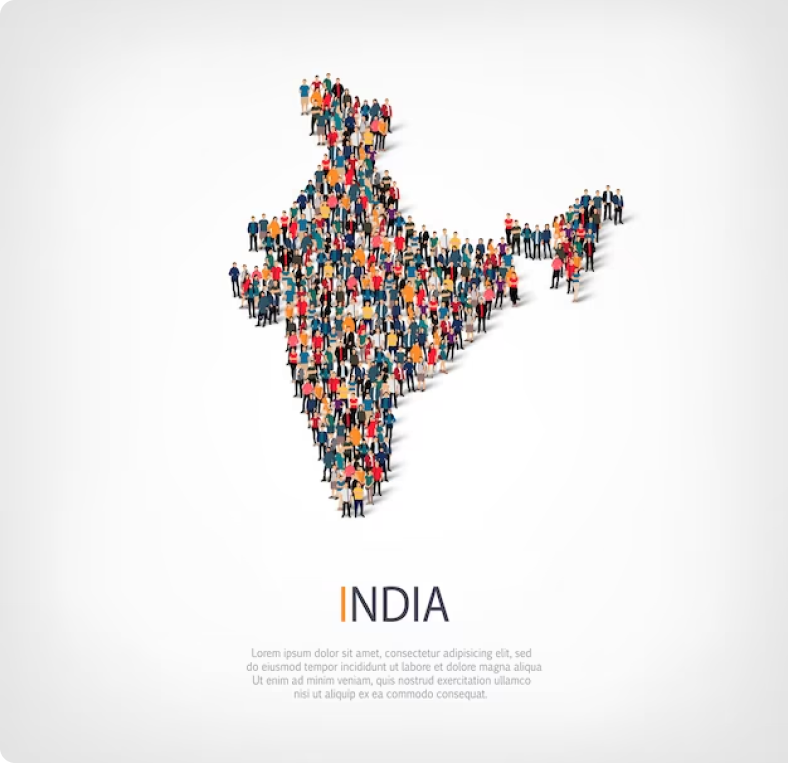 INDIA
Lorem ipsum dolor sit amet, consectetur adipisicing elit, sed
do eiusmod tempor incididunt ut labore et dolore magna aliqua
Ut enim ad minim veniam, quis nostrud exercitation ullamco
nisi ut aliquip ex ea commodo consequat.